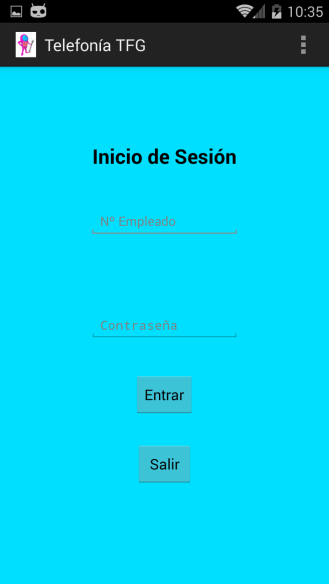 10:35
Telefonía TFG
Inicio de Sesión
Nº Empleado
Contraseña
Entrar
Salir